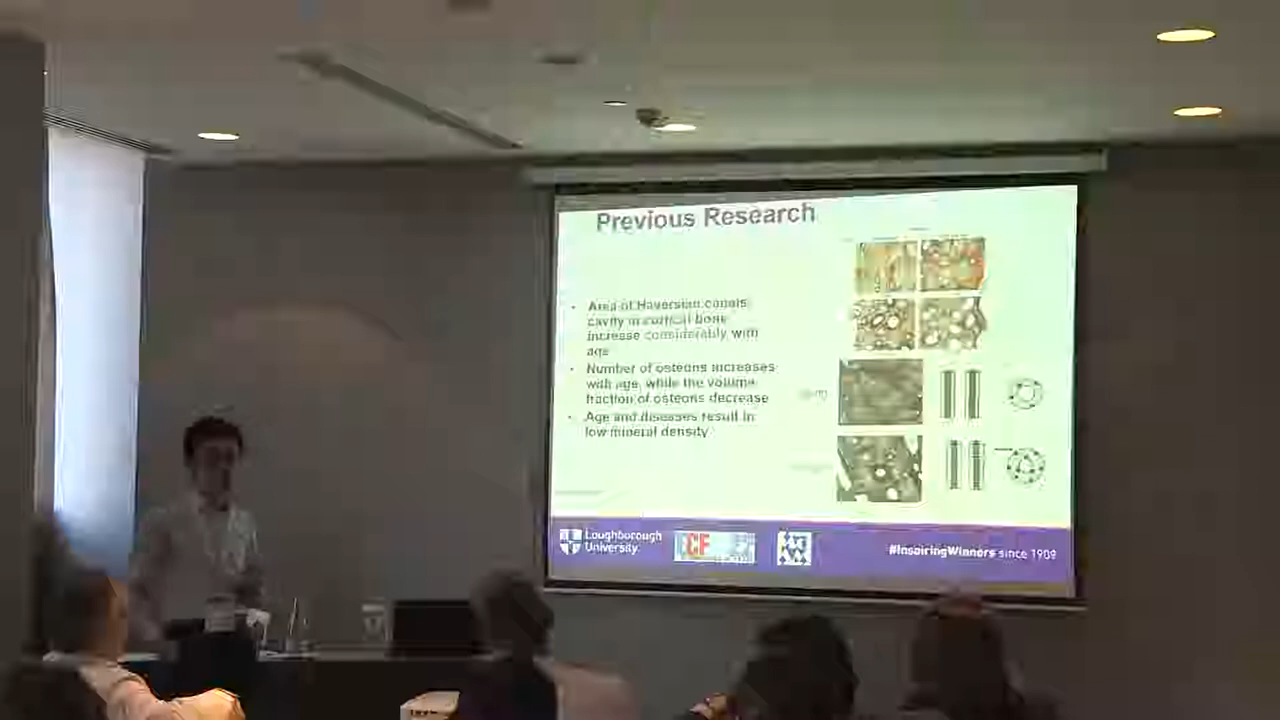 Previous Research
Area of Haversian canals
cavity in cortical bone
increase considerably with
age
Number of osteons increases
with age, while the volume
fraction of osteons decrease
Age and diseases result in
low mineral density
Loughborough
University
CF
#InspiringWinners since 1909